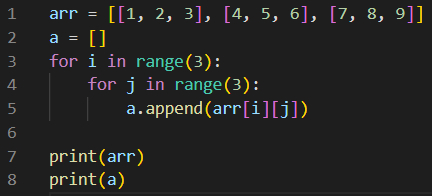 1 arr = [[1, 2, 3], [4, 5, 6], [7, 8, 9]]
2 a = []
3 for i in range(3):
4     for j in range(3):
5         a.append(arr[i][j])
6
7 print(arr)
8 print(a)